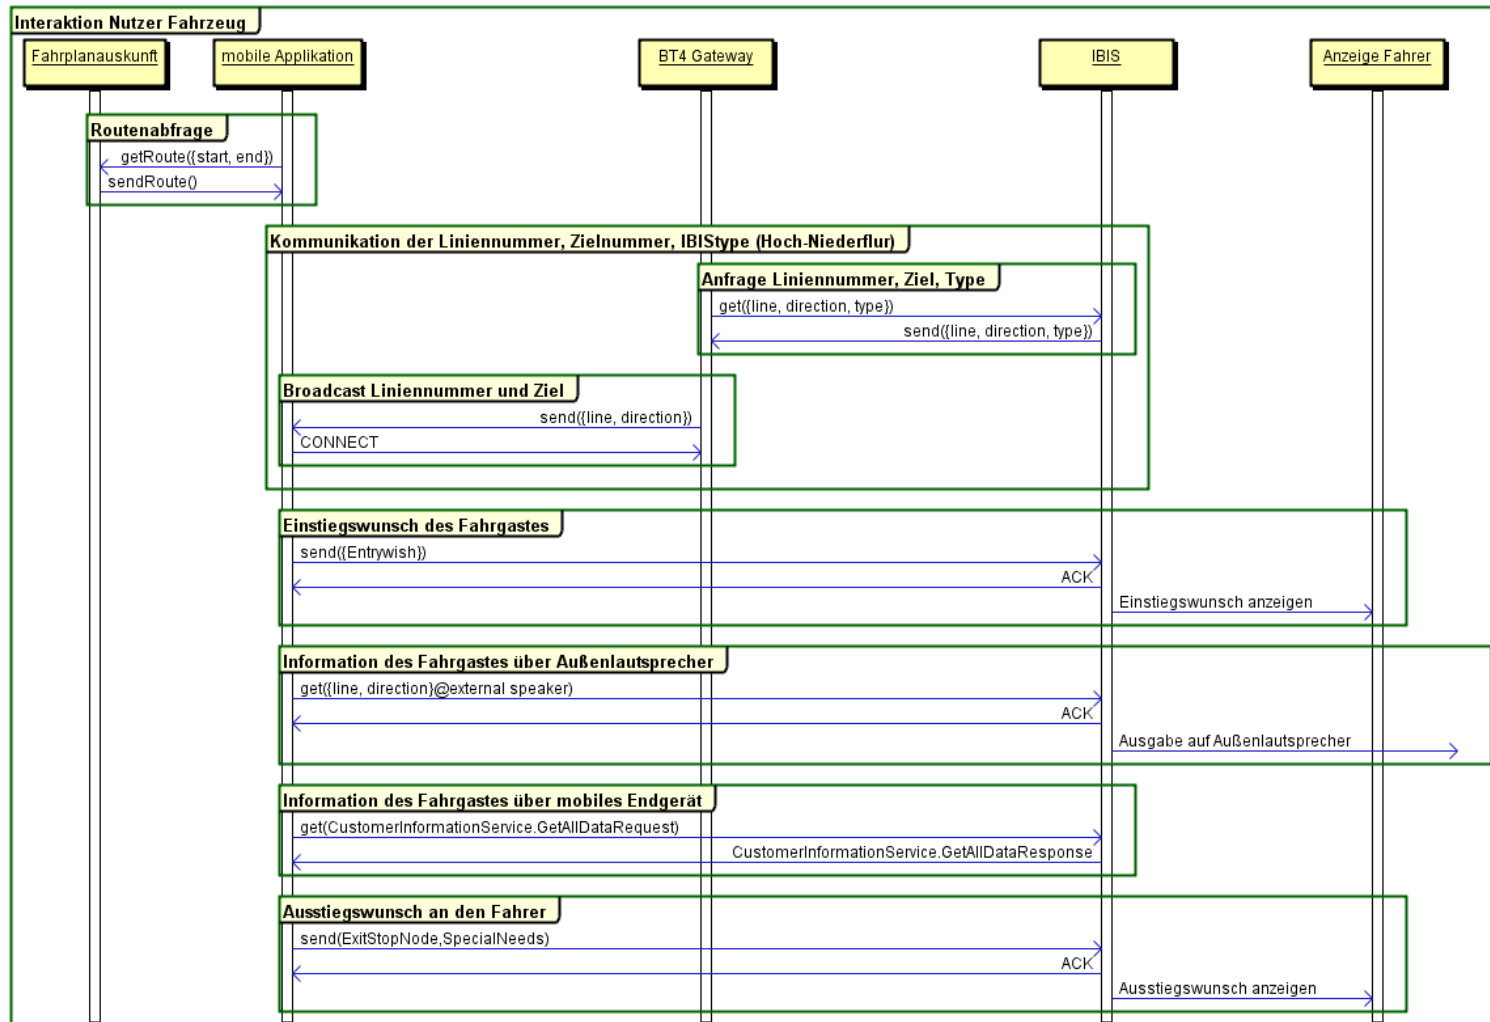 Interaktion Nutzer Fahrzeug
Fahrplanauskunft
mobile Applikation
BT4 Gateway
IBIS
Anzeige Fahrer
Routenabfrage
getRoute({start, end})
sendRoute()
Kommunikation der Liniennummer, Zielnummer, IBIStype (Hoch-Niederflur)
Anfrage Liniennummer, Ziel, Type
get({line, direction, type})
send({line, direction, type})
Broadcast Liniennummer und Ziel
send({line, direction})
CONNECT
Einstiegswunsch des Fahrgastes
send({Entrywish})
ACK
Einstiegswunsch anzeigen
Information des Fahrgastes über Außenlautsprecher
get({line, direction}@external speaker)
ACK
Ausgabe auf Außenlautsprecher
Information des Fahrgastes über mobiles Endgerät
get(CustomerInformationService.GetAllDataRequest)
CustomerInformationService.GetAllDataResponse
Ausstiegswunsch an den Fahrer
send(ExitStopNode,SpecialNeeds)
ACK
Ausstiegswunsch anzeigen